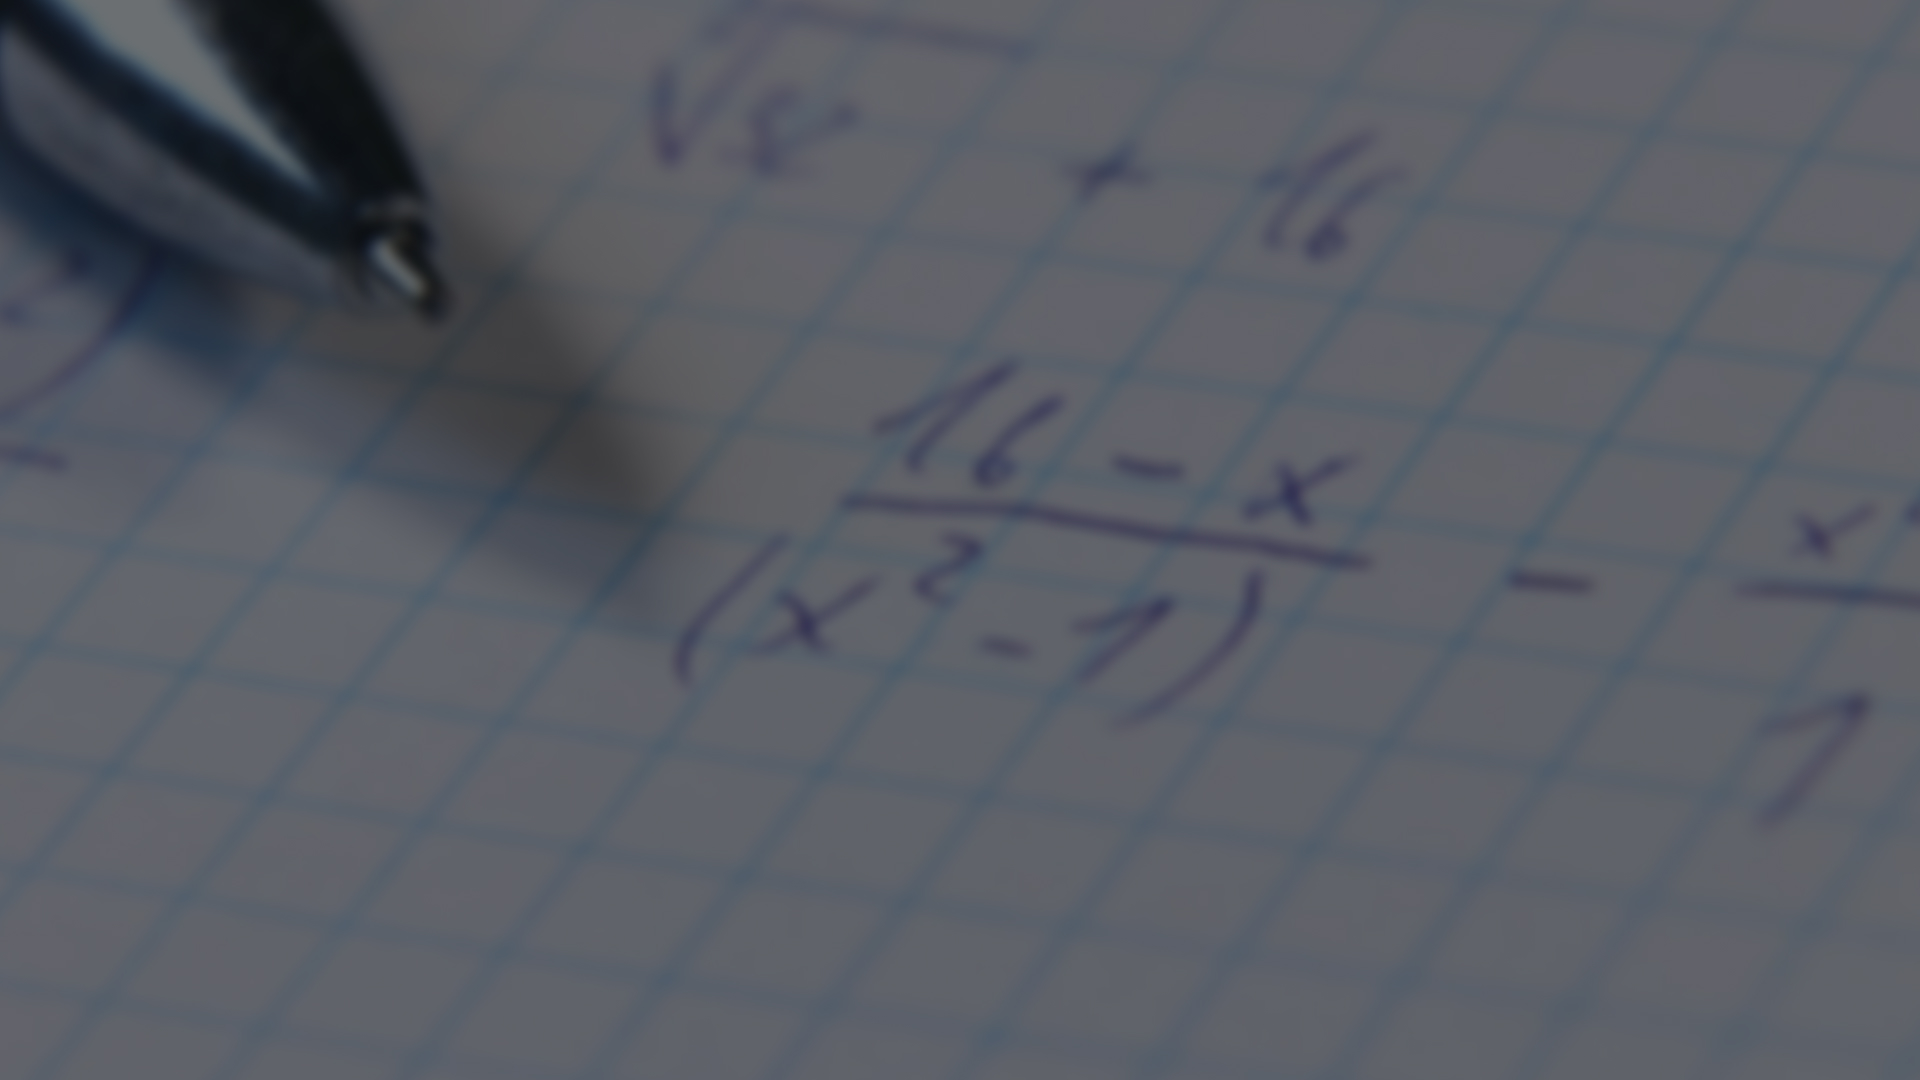 √8 + 16
16 - x
(x² - 1)
-
x
1